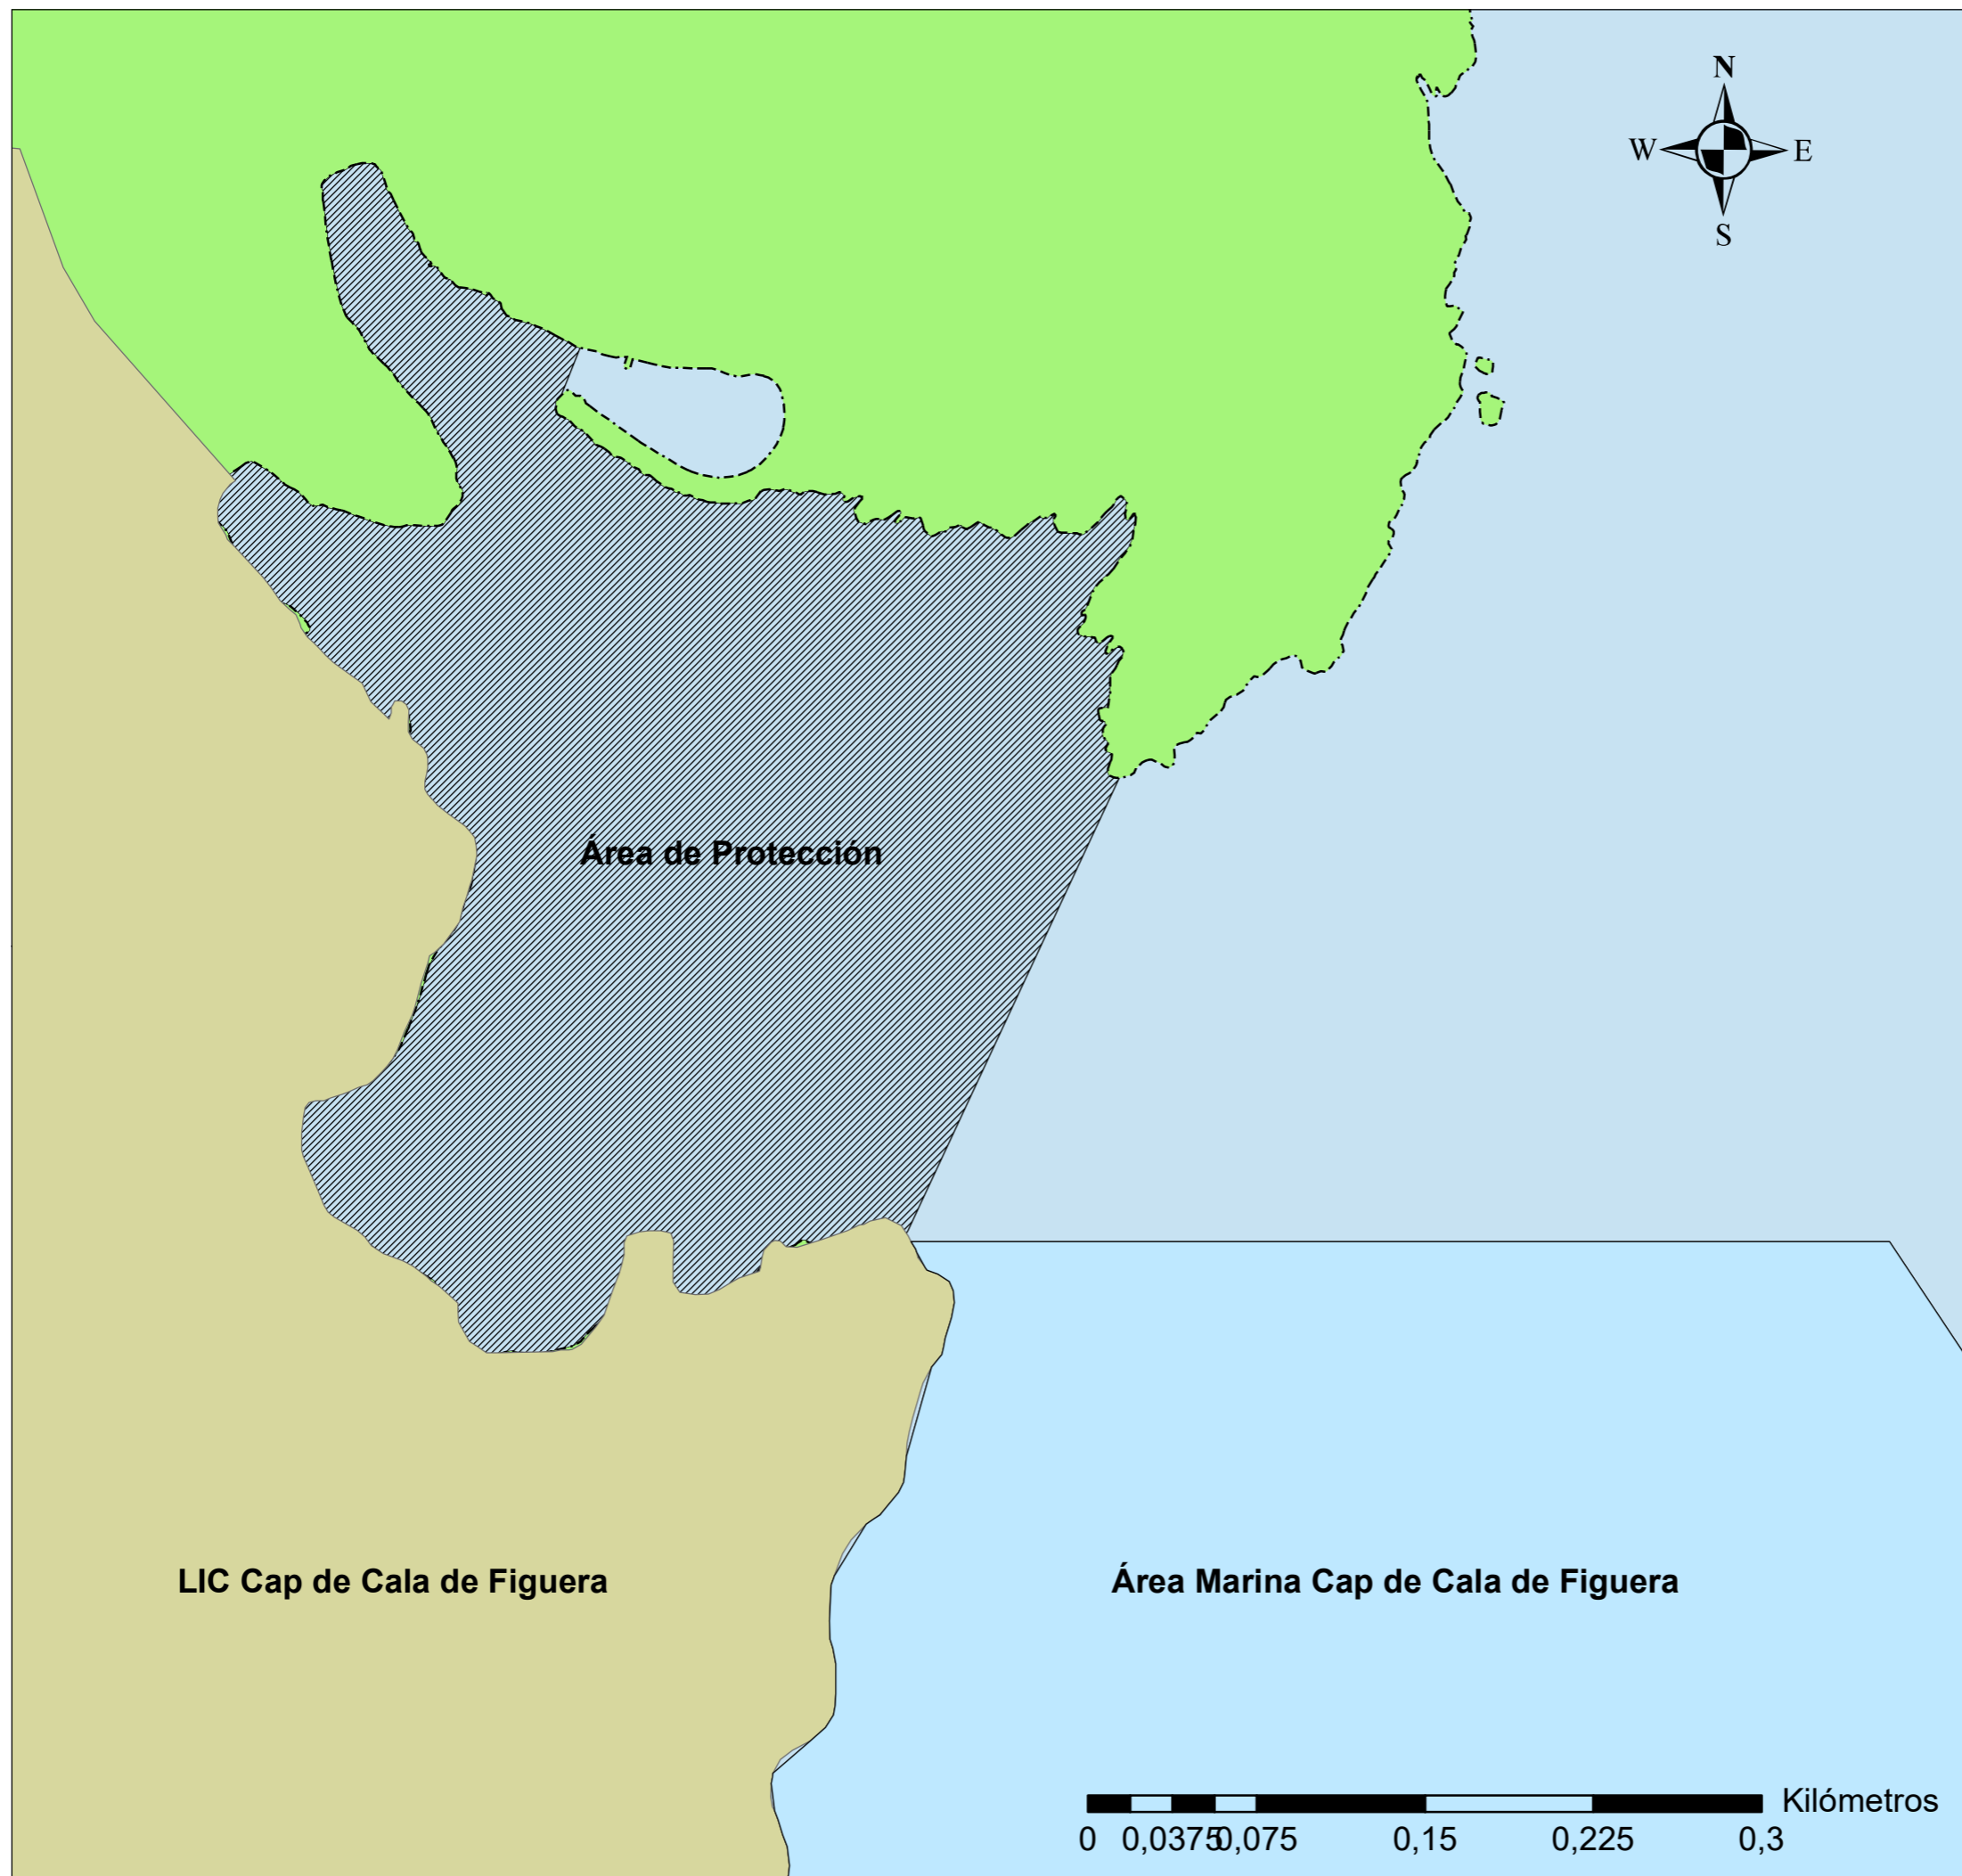 N
W E
S
Área de Protección
LIC Cap de Cala de Figuera
Área Marina Cap de Cala de Figuera
Kilómetros
0 0,0375 0,075 0,15 0,225 0,3